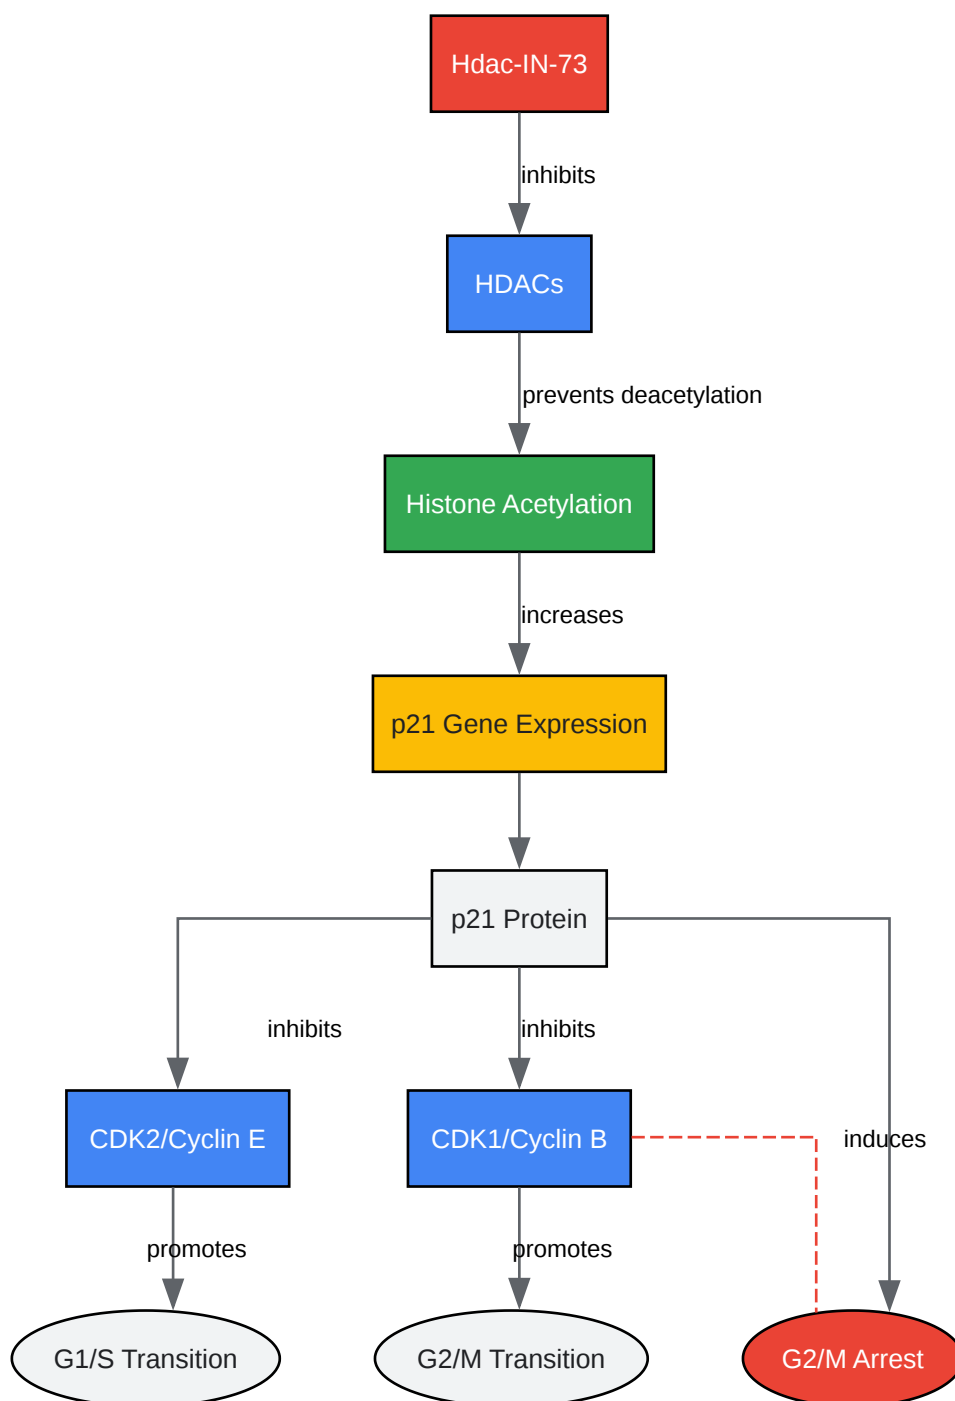 Hdac-IN-73
inhibits
HDACs
prevents deacetylation
Histone Acetylation
increases
p21 Gene Expression
p21 Protein
inhibits
inhibits
CDK2/Cyclin E
CDK1/Cyclin B
induces
promotes
promotes
G1/S Transition
G2/M Transition
G2/M Arrest